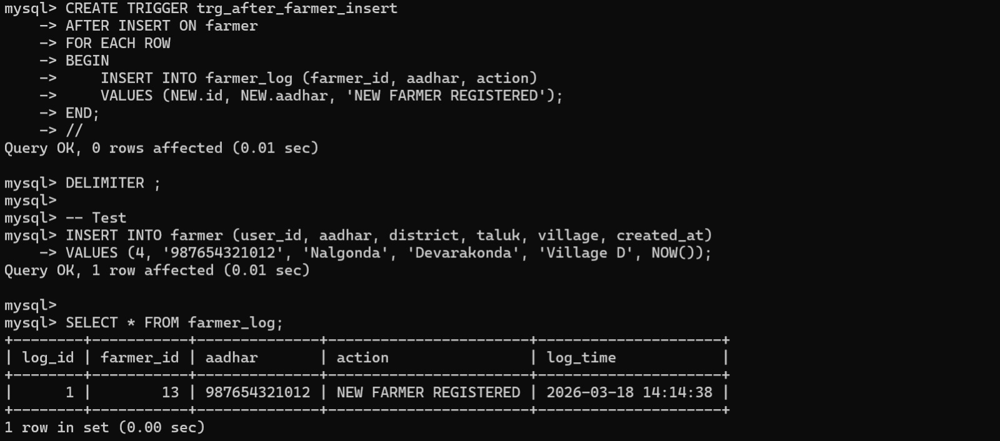 mysql> CREATE TRIGGER trg_after_farmer_insert
    -> AFTER INSERT ON farmer
    -> FOR EACH ROW
    -> BEGIN
    ->     INSERT INTO farmer_log (farmer_id, aadhar, action)
    ->     VALUES (NEW.id, NEW.aadhar, 'NEW FARMER REGISTERED');
    -> END;
    -> //
Query OK, 0 rows affected (0.01 sec)

mysql> DELIMITER ;
mysql>
mysql> -- Test
mysql> INSERT INTO farmer (user_id, aadhar, district, taluk, village, created_at)
    -> VALUES (4, '987654321012', 'Nalgonda', 'Devarakonda', 'Village D', NOW());
Query OK, 1 row affected (0.01 sec)

mysql>
mysql> SELECT * FROM farmer_log;
+--------+-----------+--------------+-----------------------+---------------------+
| log_id | farmer_id | aadhar       | action                | log_time            |
+--------+-----------+--------------+-----------------------+---------------------+
|      1 |        13 | 987654321012 | NEW FARMER REGISTERED | 2026-03-18 14:14:38 |
+--------+-----------+--------------+-----------------------+---------------------+
1 row in set (0.00 sec)